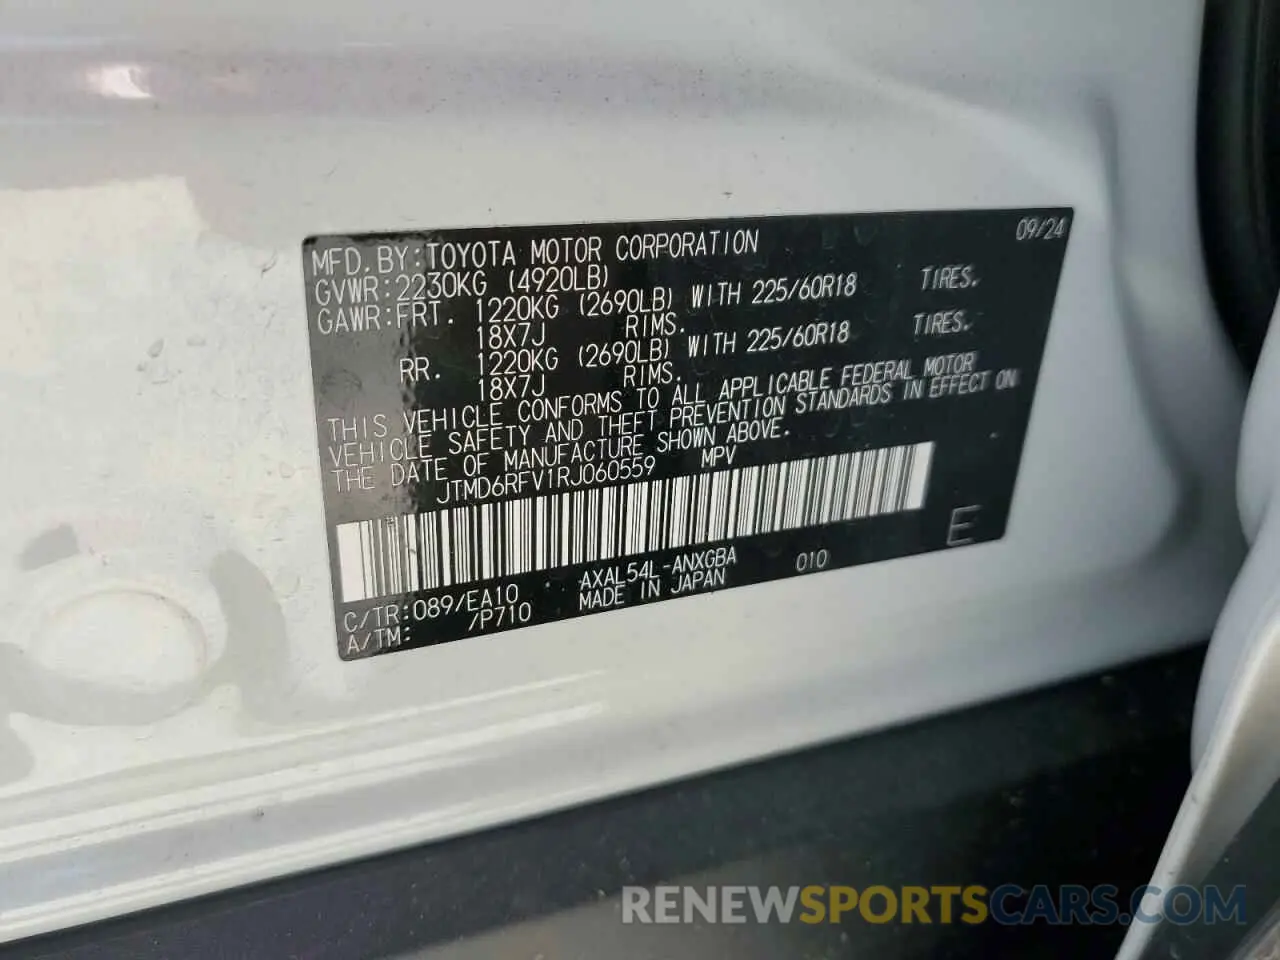 09/24
MFD.BY:TOYOTA MOTOR CORPORATION
GVWR:2230KG (4920LB)
GAWR:FRT. 1220KG (2690LB) WITH 225/60R18 TIRES.
18X7J RIMS.
RR. 1220KG (2690LB) WITH 225/60R18 TIRES.
18X7J RIMS.
THIS VEHICLE CONFORMS TO ALL APPLICABLE FEDERAL MOTOR
VEHICLE SAFETY AND THEFT PREVENTION STANDARDS IN EFFECT ON
THE DATE OF MANUFACTURE SHOWN ABOVE.
JTMD6RFV1RJ060559 MPV
C/TR:089/EA10 AXAL54L-ANXGBA 010 E
A/TM: /P710 MADE IN JAPAN
RENEWSPORTSCARS.COM